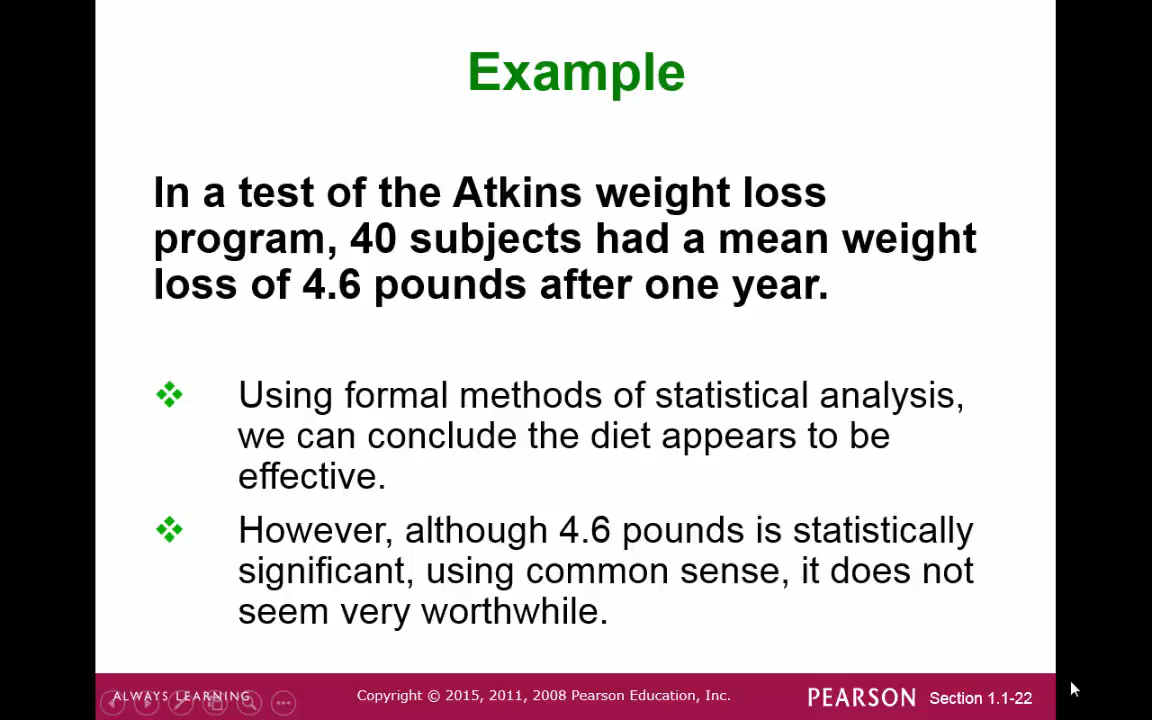 Example
In a test of the Atkins weight loss
program, 40 subjects had a mean weight
loss of 4.6 pounds after one year.
Using formal methods of statistical analysis,
we can conclude the diet appears to be
effective.
However, although 4.6 pounds is statistically
significant, using common sense, it does not
seem very worthwhile.
ALWAYS LEARNING
Copyright © 2015, 2011, 2008 Pearson Education, Inc.
PEARSON
Section 1.1-22